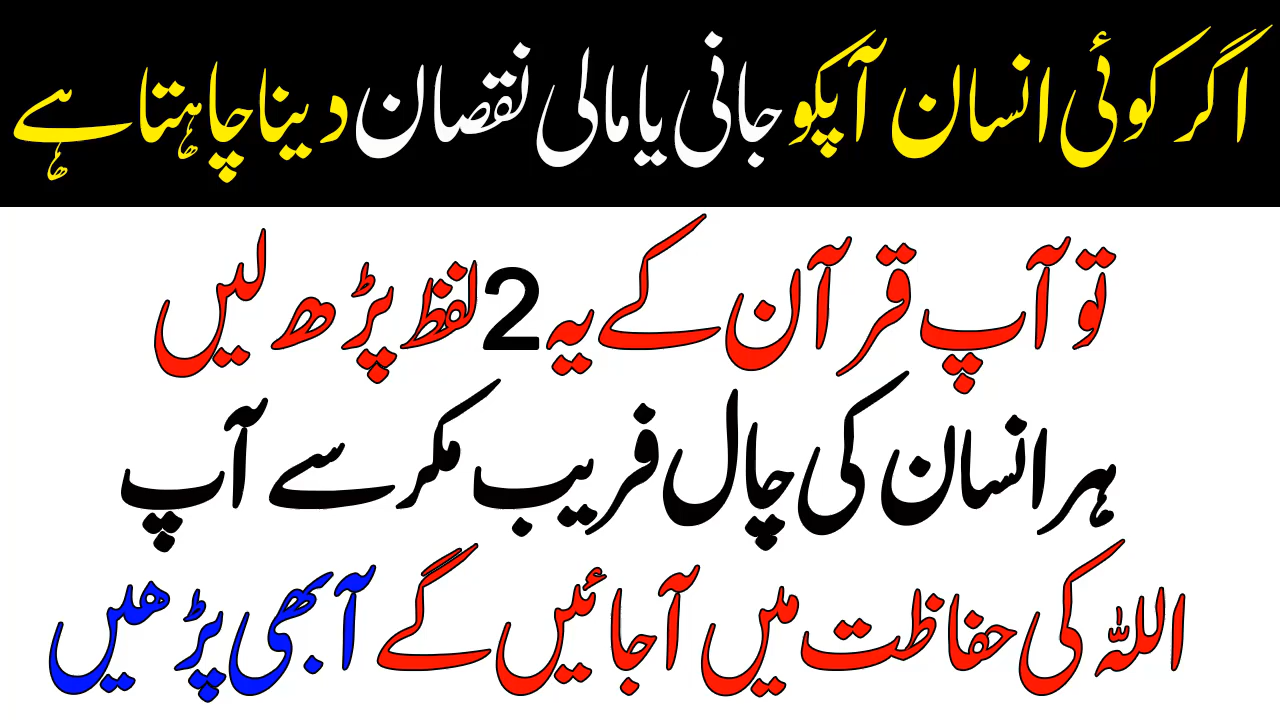 اگر کوئی انسان آپکو جانی یا مالی نقصان دینا چاہتا ہے
تو آپ قرآن کے یہ 2 لفظ پڑھ لیں
ہر انسان کی چال فریب مکر سے آپ
اللہ کی حفاظت میں آجائیں گے آبھی پڑھیں